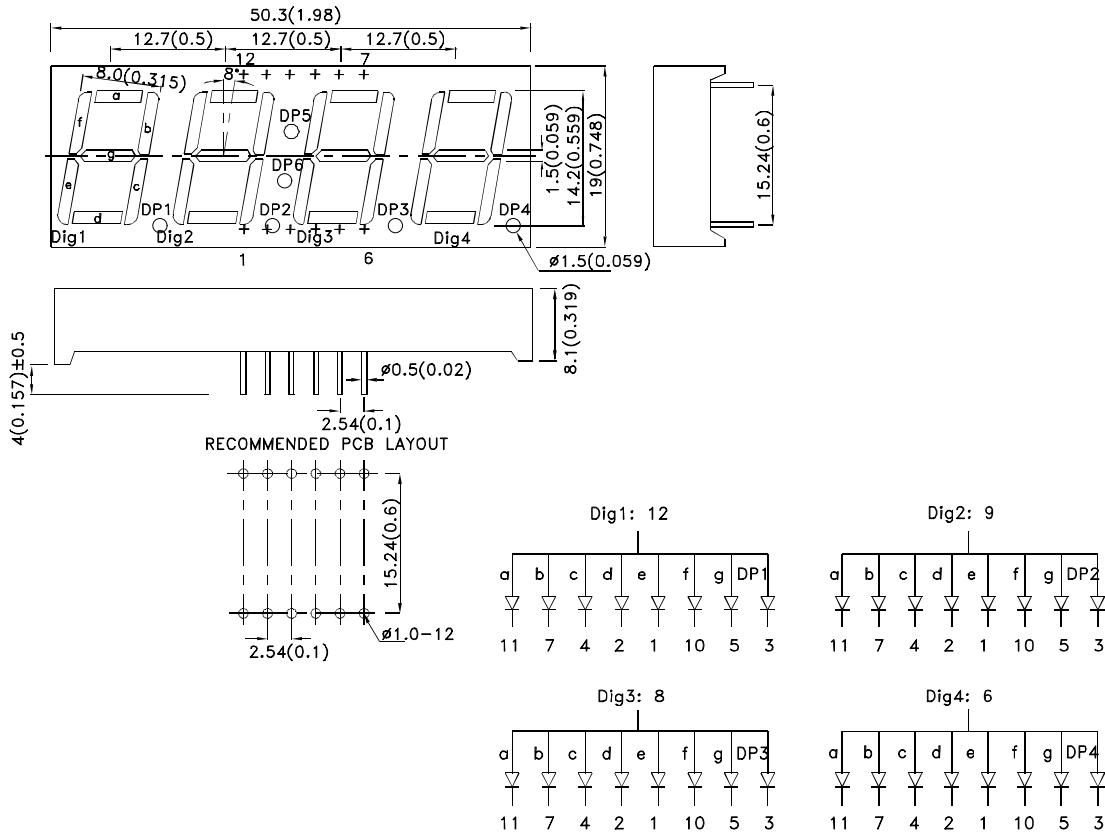 50.3(1.98)
12.7(0.5) 12.7(0.5) 12.7(0.5)
12 7
8.0(0.315) 8°
a
f b
g
e c
d
DP5
DP6
DP1 DP2 DP3 DP4
Dig1 Dig2 Dig3 Dig4
1 6
1.5(0.059)
14.2(0.559)
19(0.748)
ø1.5(0.059)
15.24(0.6)
8.1(0.319)
4(0.157)±0.5
ø0.5(0.02)
2.54(0.1)
RECOMMENDED PCB LAYOUT
15.24(0.6)
ø1.0-12
2.54(0.1)
Dig1: 12
a b c d e f g DP1
11 7 4 2 1 10 5 3
Dig2: 9
a b c d e f g DP2
11 7 4 2 1 10 5 3
Dig3: 8
a b c d e f g DP3
11 7 4 2 1 10 5 3
Dig4: 6
a b c d e f g DP4
11 7 4 2 1 10 5 3